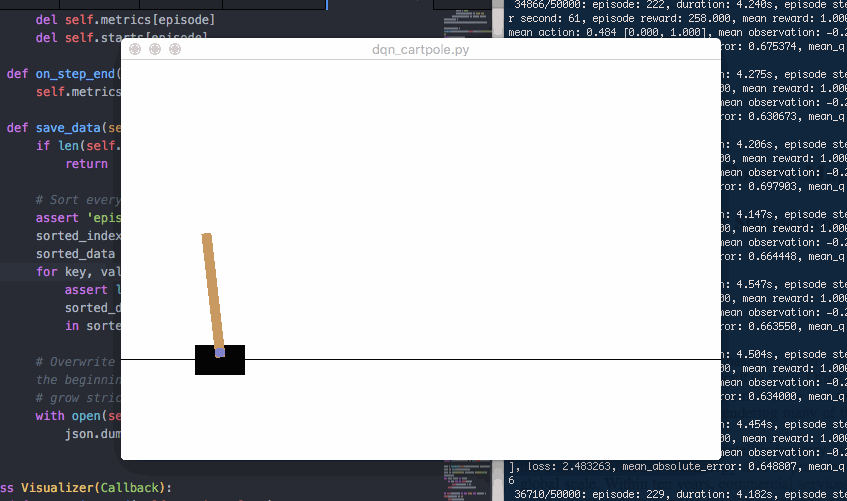 del self.metrics[episode]
del self.starts[episode]
def on_step_end(
self.metrics
def save_data(se
if len(self.
return
# Sort every
assert 'epis
sorted_index
sorted_data
for key, val
assert l
sorted_d
in sorte
# Overwrite
the beginnin
# grow stric
with open(se
json.dum
ss Visualizer(Callback):
dqn_cartpole.py
34866/50000: episode: 222, duration: 4.240s, episode ste
r second: 61, episode reward: 258.000, mean reward: 1.000
mean action: 0.484 [0.000, 1.000], mean observation: -0.2
ror: 0.675374, mean_q
n: 4.275s, episode ste
00, mean reward: 1.000
mean observation: -0.2
ror: 0.630673, mean_q
n: 4.206s, episode ste
00, mean reward: 1.000
mean observation: -0.2
ror: 0.697903, mean_q
n: 4.147s, episode ste
00, mean reward: 1.000
mean observation: -0.2
ror: 0.664448, mean_q
n: 4.547s, episode ste
00, mean reward: 1.000
mean observation: -0.2
ror: 0.663550, mean_q
n: 4.504s, episode ste
00, mean reward: 1.000
mean observation: -0.2
ror: 0.634000, mean_q
n: 4.454s, episode ste
00, mean reward: 1.000
mean observation: -0.2
], loss: 2.483263, mean_absolute_error: 0.648807, mean_q
6
36710/50000: episode: 229, duration: 4.182s, episode ste